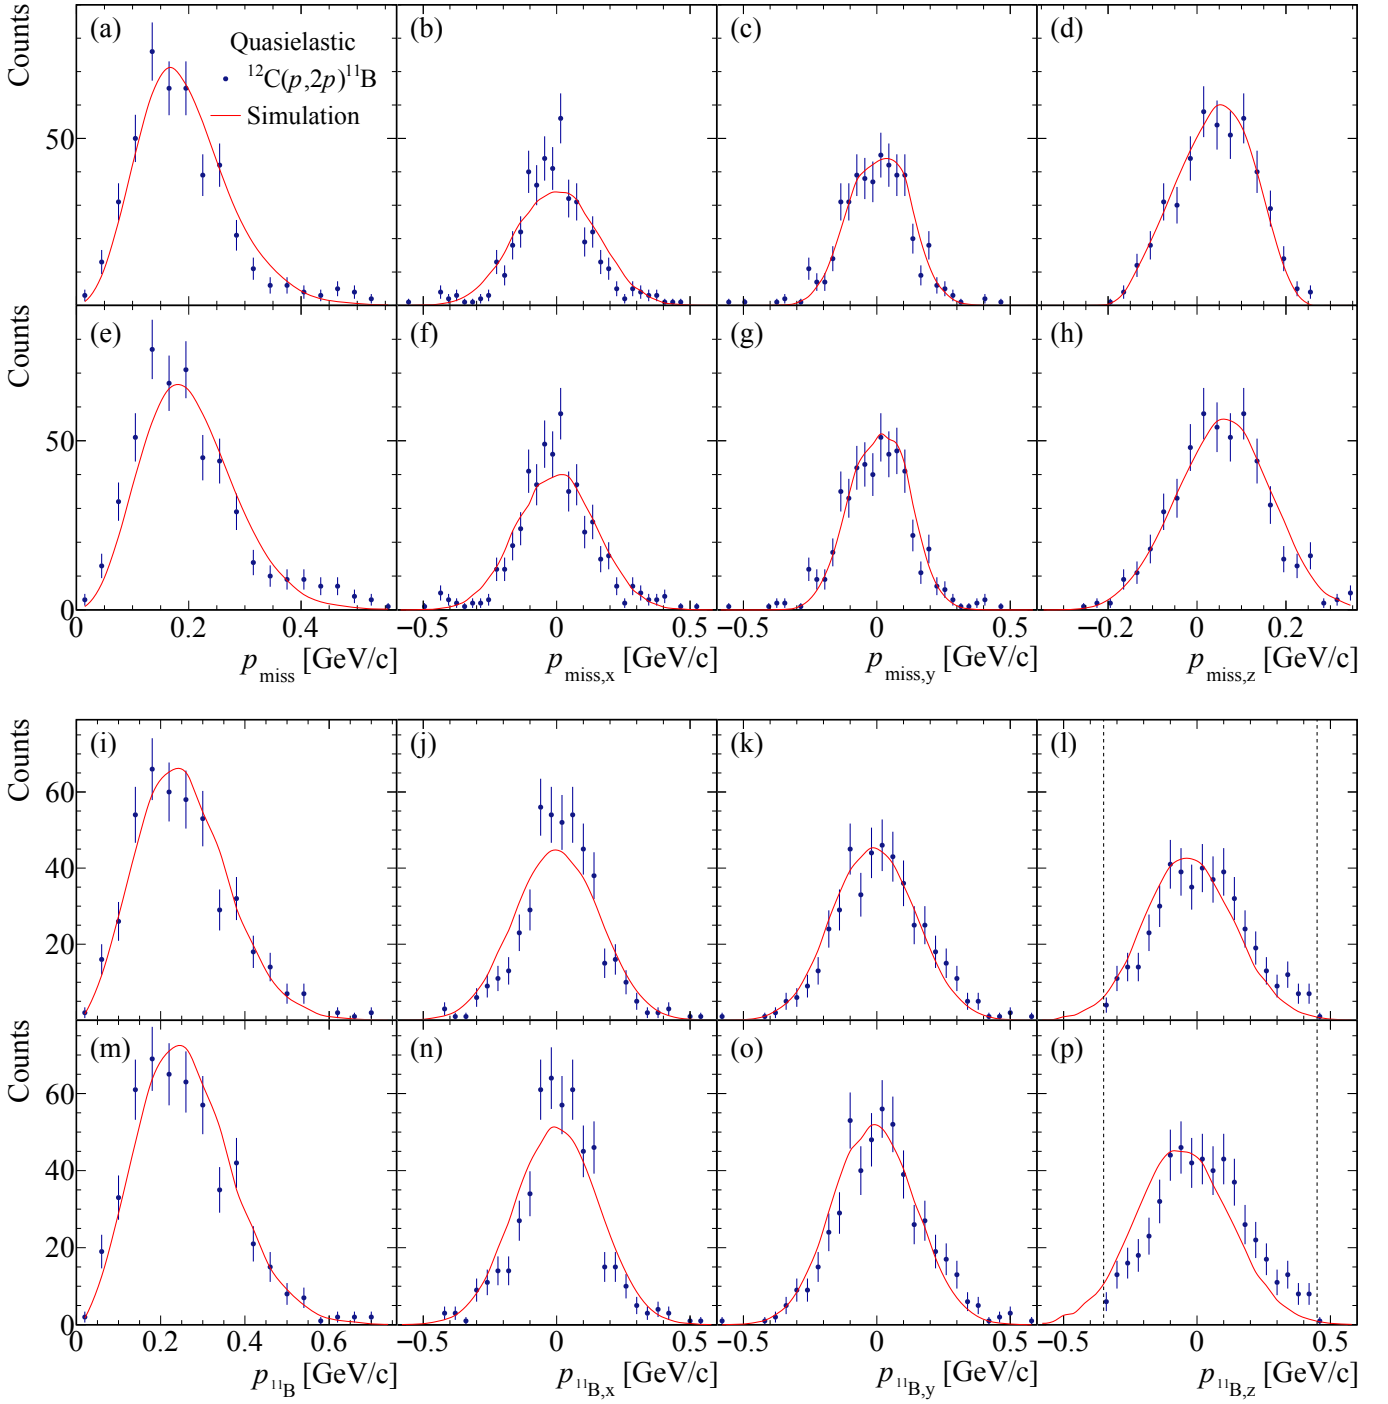 Counts
(a) (b) (c) (d)
Quasielastic
¹²C(p,2p)¹¹B
Simulation
50
Counts
(e) (f) (g) (h)
50
0
0 0.2 0.4 −0.5 0 0.5 −0.5 0 0.5 −0.2 0 0.2
p_miss [GeV/c] p_miss,x [GeV/c] p_miss,y [GeV/c] p_miss,z [GeV/c]
Counts
(i) (j) (k) (l)
60
40
20
Counts
(m) (n) (o) (p)
60
40
20
0
0 0.2 0.4 0.6 −0.5 0 0.5 −0.5 0 0.5 −0.5 0 0.5
p_¹¹B [GeV/c] p_¹¹B,x [GeV/c] p_¹¹B,y [GeV/c] p_¹¹B,z [GeV/c]